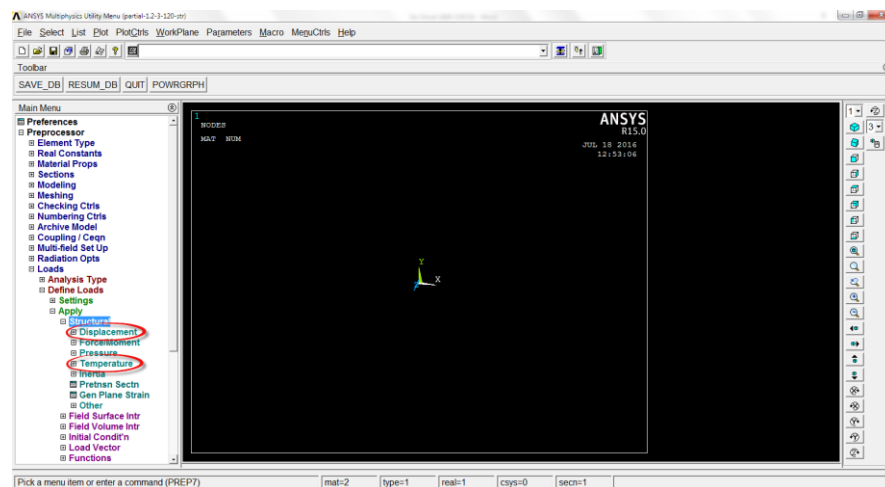 ANSYS Multiphysics Utility Menu (partial-1.2-3-120-str)
File Select List Plot PlotCtrls WorkPlane Parameters Macro MenuCtrls Help
Toolbar
SAVE_DB RESUM_DB QUIT POWRGRPH
Main Menu
Preferences
Preprocessor
Element Type
Real Constants
Material Props
Sections
Modeling
Meshing
Checking Ctrls
Numbering Ctrls
Archive Model
Coupling / Ceqn
Multi-field Set Up
Radiation Opts
Loads
Analysis Type
Define Loads
Settings
Apply
Structural
Displacement
Force/Moment
Pressure
Temperature
Inertia
Pretnsn Sectn
Gen Plane Strain
Other
Field Surface Intr
Field Volume Intr
Initial Condit'n
Load Vector
Functions
1
NODES
MAT NUM
ANSYS
R15.0
JUL 18 2016
12:53:06
Y
X
1
3
Pick a menu item or enter a command (PREP7) mat=2 type=1 real=1 csys=0 secn=1